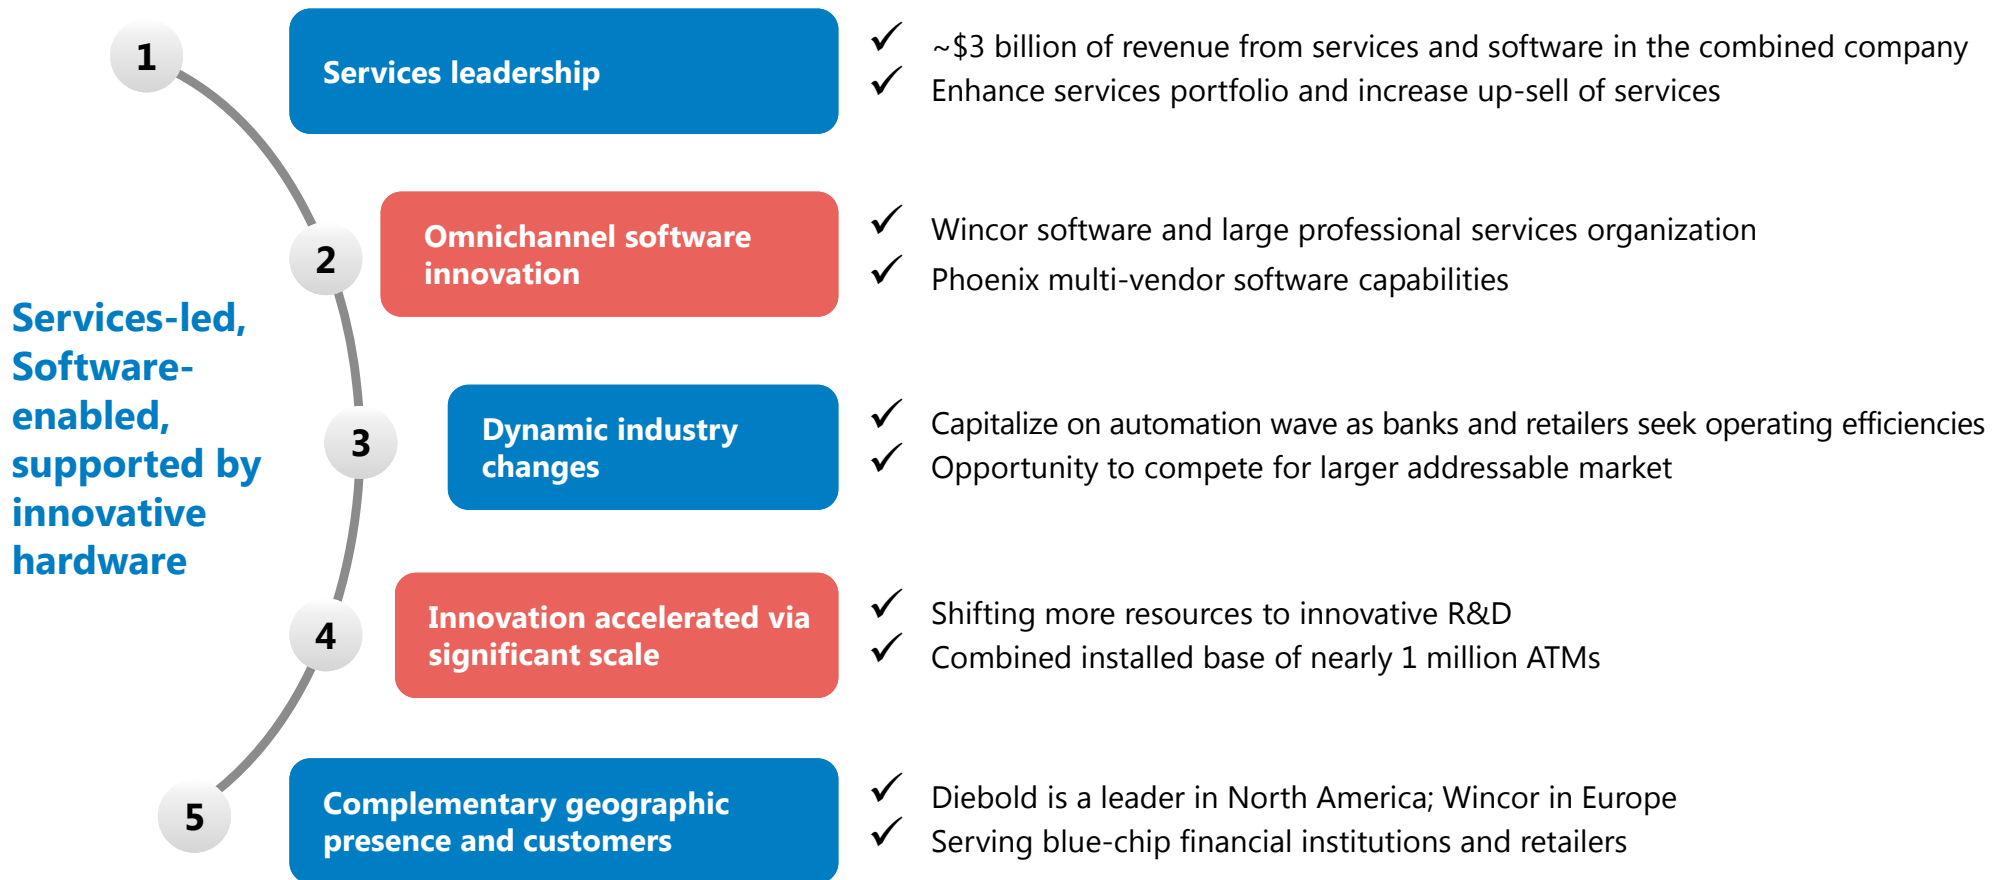 Services-led,
Software-
enabled,
supported by
innovative
hardware
1
Services leadership
✓ ~$3 billion of revenue from services and software in the combined company
✓ Enhance services portfolio and increase up-sell of services
2
Omnichannel software
innovation
✓ Wincor software and large professional services organization
✓ Phoenix multi-vendor software capabilities
3
Dynamic industry
changes
✓ Capitalize on automation wave as banks and retailers seek operating efficiencies
✓ Opportunity to compete for larger addressable market
4
Innovation accelerated via
significant scale
✓ Shifting more resources to innovative R&D
✓ Combined installed base of nearly 1 million ATMs
5
Complementary geographic
presence and customers
✓ Diebold is a leader in North America; Wincor in Europe
✓ Serving blue-chip financial institutions and retailers